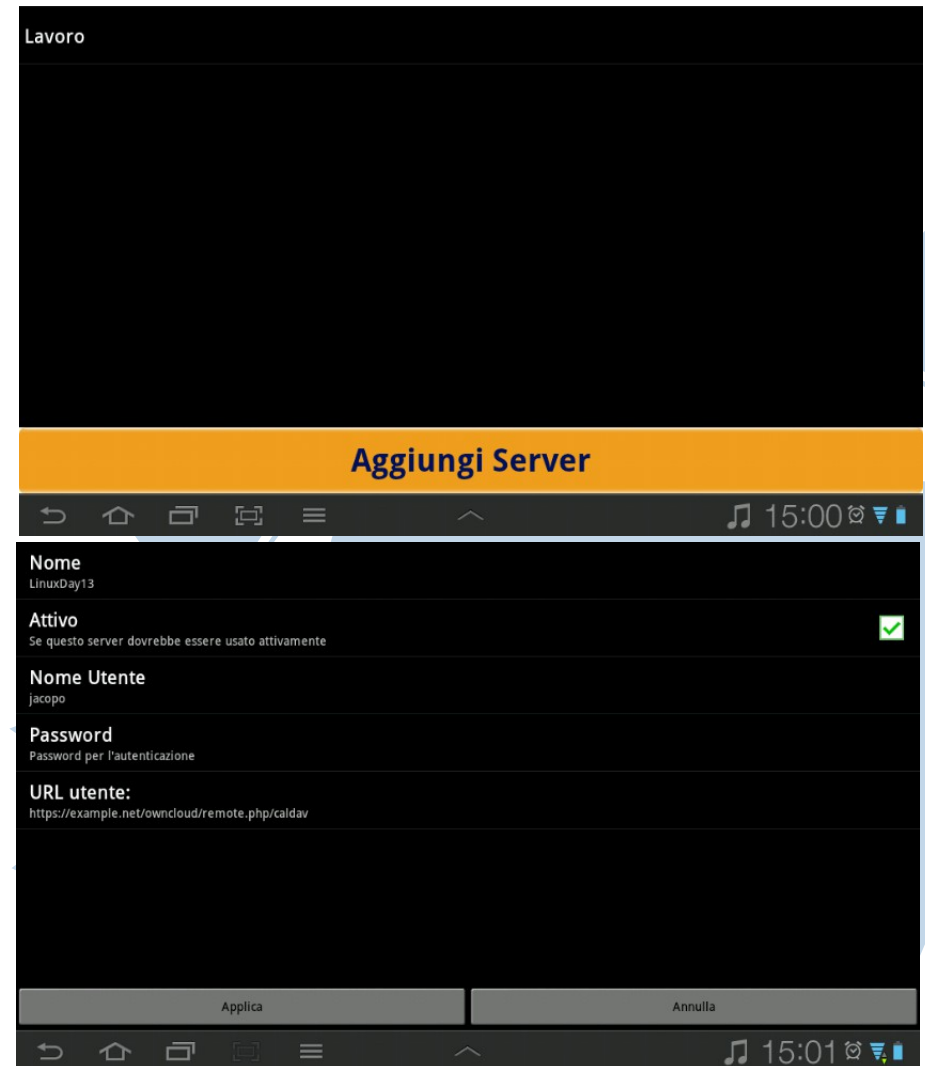 Lavoro
Aggiungi Server
15:00
Nome
LinuxDay13
Attivo
Se questo server dovrebbe essere usato attivamente
Nome Utente
jacopo
Password
Password per l'autenticazione
URL utente:
https://example.net/owncloud/remote.php/caldav
Applica
Annulla
15:01